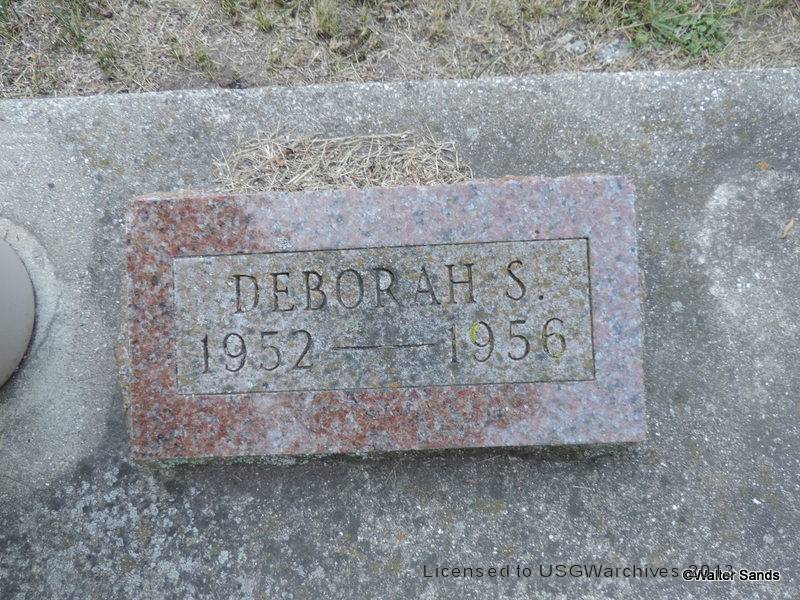 DEBORAH S.
1952 — 1956
Licensed to USGWarchives 2013
©Walter Sands